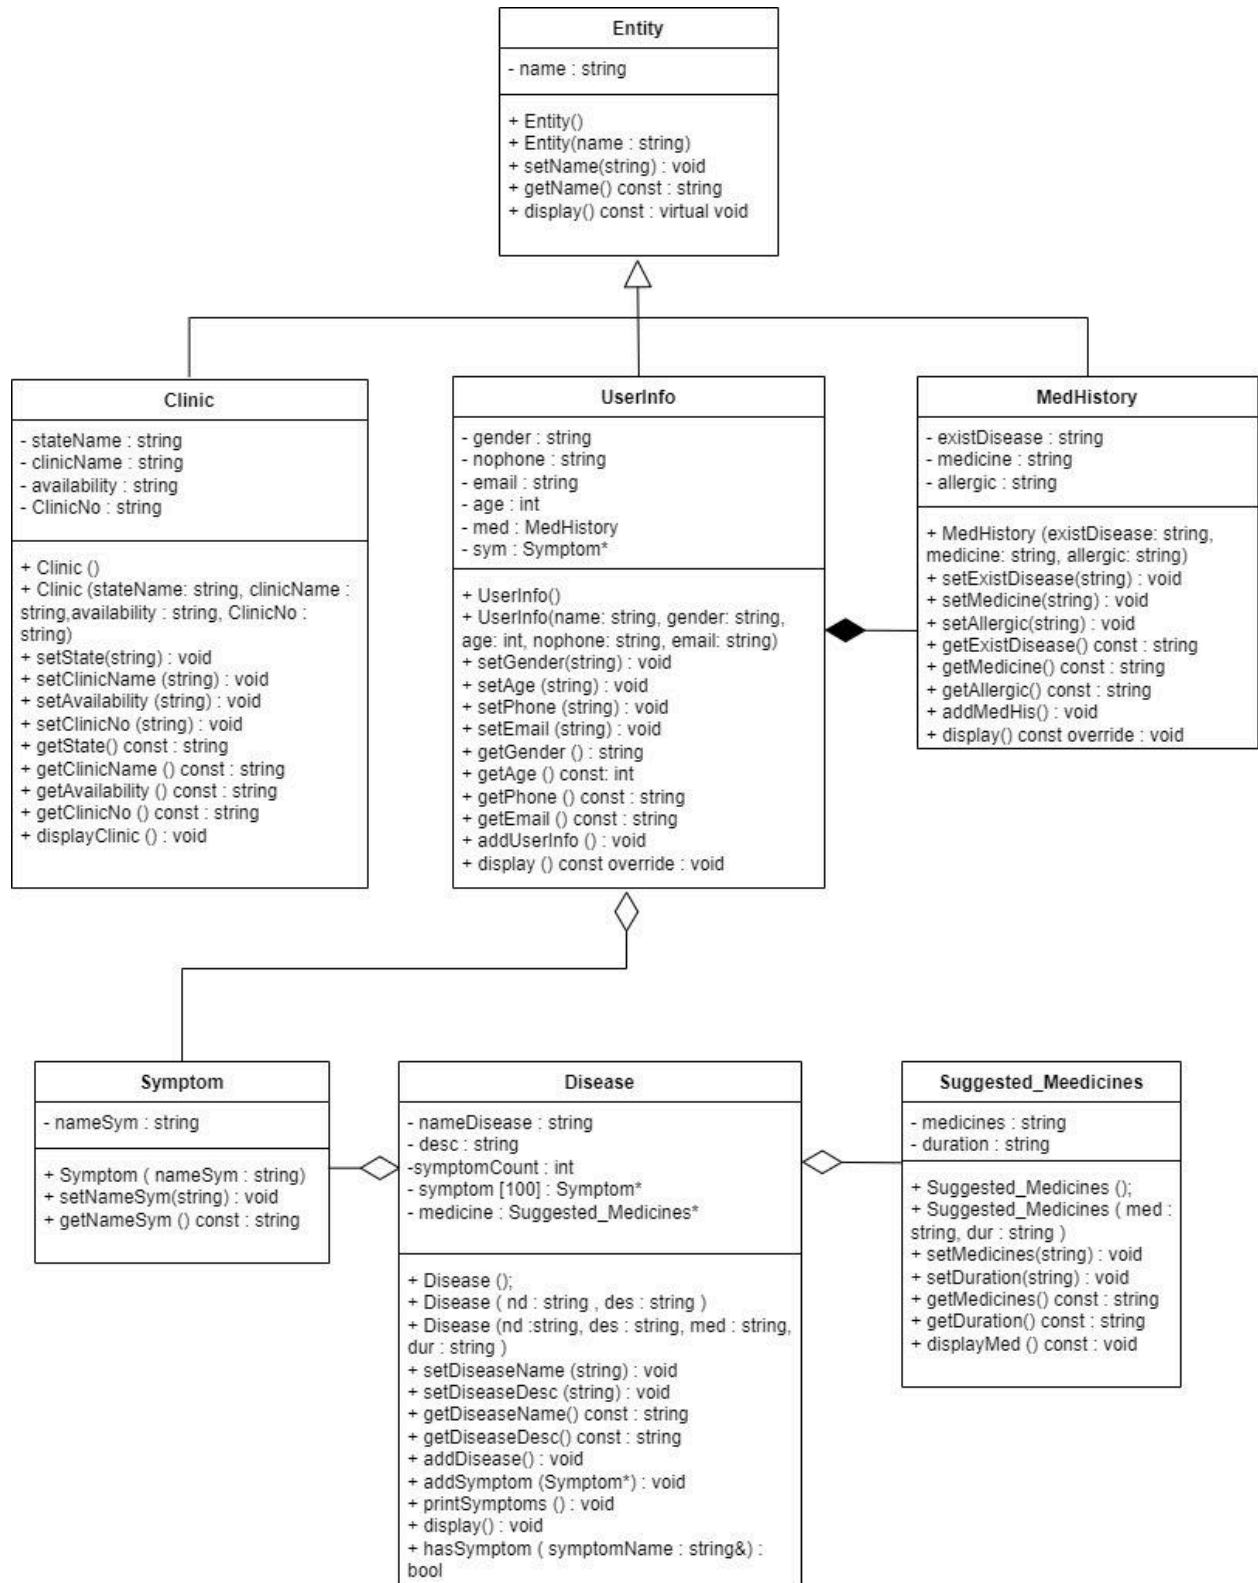 Entity
- name : string
+ Entity()
+ Entity(name : string)
+ setName(string) : void
+ getName() const : string
+ display() const : virtual void
Clinic
- stateName : string
- clinicName : string
- availability : string
- ClinicNo : string
+ Clinic ()
+ Clinic (stateName: string, clinicName :
string,availability : string, ClinicNo :
string)
+ setState(string) : void
+ setClinicName (string) : void
+ setAvailability (string) : void
+ setClinicNo (string) : void
+ getState() const : string
+ getClinicName () const : string
+ getAvailability () const : string
+ getClinicNo () const : string
+ displayClinic () : void
UserInfo
- gender : string
- nophone : string
- email : string
- age : int
- med : MedHistory
- sym : Symptom*
+ UserInfo()
+ UserInfo(name: string, gender: string,
age: int, nophone: string, email: string)
+ setGender(string) : void
+ setAge (string) : void
+ setPhone (string) : void
+ setEmail (string) : void
+ getGender () : string
+ getAge () const: int
+ getPhone () const : string
+ getEmail () const : string
+ addUserInfo () : void
+ display () const override : void
MedHistory
- existDisease : string
- medicine : string
- allergic : string
+ MedHistory (existDisease: string,
medicine: string, allergic: string)
+ setExistDisease(string) : void
+ setMedicine(string) : void
+ setAllergic(string) : void
+ getExistDisease() const : string
+ getMedicine() const : string
+ getAllergic() const : string
+ addMedHis() : void
+ display() const override : void
Symptom
- nameSym : string
+ Symptom ( nameSym : string)
+ setNameSym(string) : void
+ getNameSym () const : string
Disease
- nameDisease : string
- desc : string
-symptomCount : int
- symptom [100] : Symptom*
- medicine : Suggested_Medicines*
+ Disease ();
+ Disease ( nd : string , des : string )
+ Disease (nd :string, des : string, med : string,
dur : string )
+ setDiseaseName (string) : void
+ setDiseaseDesc (string) : void
+ getDiseaseName() const : string
+ getDiseaseDesc() const : string
+ addDisease() : void
+ addSymptom (Symptom*) : void
+ printSymptoms () : void
+ display() : void
+ hasSymptom ( symptomName : string&) :
bool
Suggested_Meedicines
- medicines : string
- duration : string
+ Suggested_Medicines ();
+ Suggested_Medicines ( med :
string, dur : string )
+ setMedicines(string) : void
+ setDuration(string) : void
+ getMedicines() const : string
+ getDuration() const : string
+ displayMed () const : void